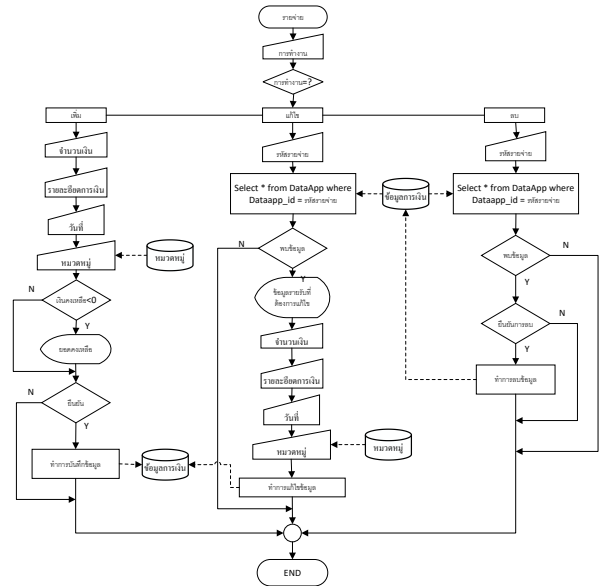 รายจ่าย
การทำงาน
การทำงาน=?
เพิ่ม
แก้ไข
ลบ
จำนวนเงิน
รหัสรายจ่าย
รหัสรายจ่าย
รายละอียดการเงิน
Select * from DataApp where
Dataapp_id = รหัสรายจ่าย
ข้อมูลการเงิน
Select * from DataApp where
Dataapp_id = รหัสรายจ่าย
วันที่
หมวดหมู่
หมวดหมู่
N
พบข้อมูล
Y
พบข้อมูล
N
Y
N
เงินคงเหลือ<0
Y
ข้อมูลรายรับที่
ต้องการแก้ไข
ยืนยันการลบ
N
Y
ยอดคงเหลือ
จำนวนเงิน
รายละอียดการเงิน
ทำการลบข้อมูล
N
ยืนยัน
Y
วันที่
หมวดหมู่
หมวดหมู่
ทำการบันทึกข้อมูล
ข้อมูลการเงิน
ทำการแก้ไขข้อมูล
END